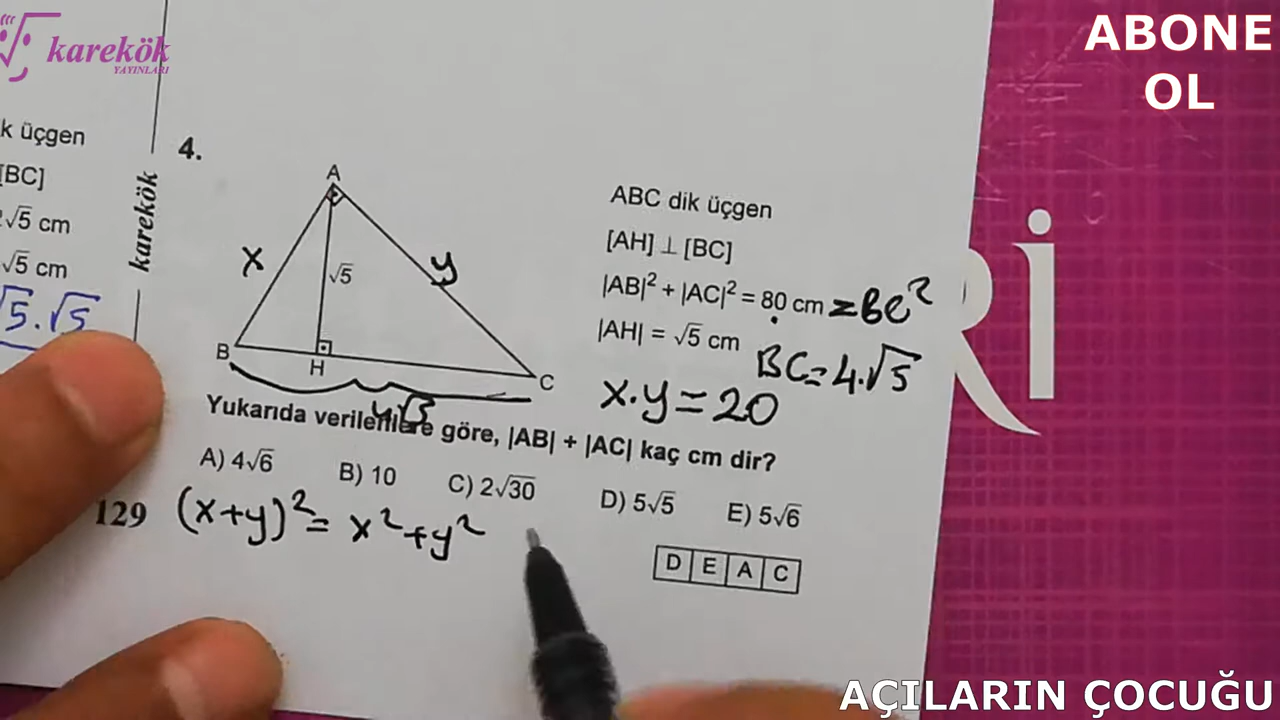 karekök
YAYINLARI
ABONE
OL
k üçgen
[BC]
√5 cm
√5 cm
√5.√5
karekök
4.
A
x
√5
y
B
H
C
4√5
ABC dik üçgen
[AH] ⊥ [BC]
|AB|² + |AC|² = 80 cm = BC²
|AH| = √5 cm
BC = 4.√5
x.y = 20
Yukarıda verilenlere göre, |AB| + |AC| kaç cm dir?
A) 4√6 B) 10 C) 2√30 D) 5√5 E) 5√6
129
(x+y)² = x² + y²
D E A C
Rİ
AÇILARIN ÇOCUĞU